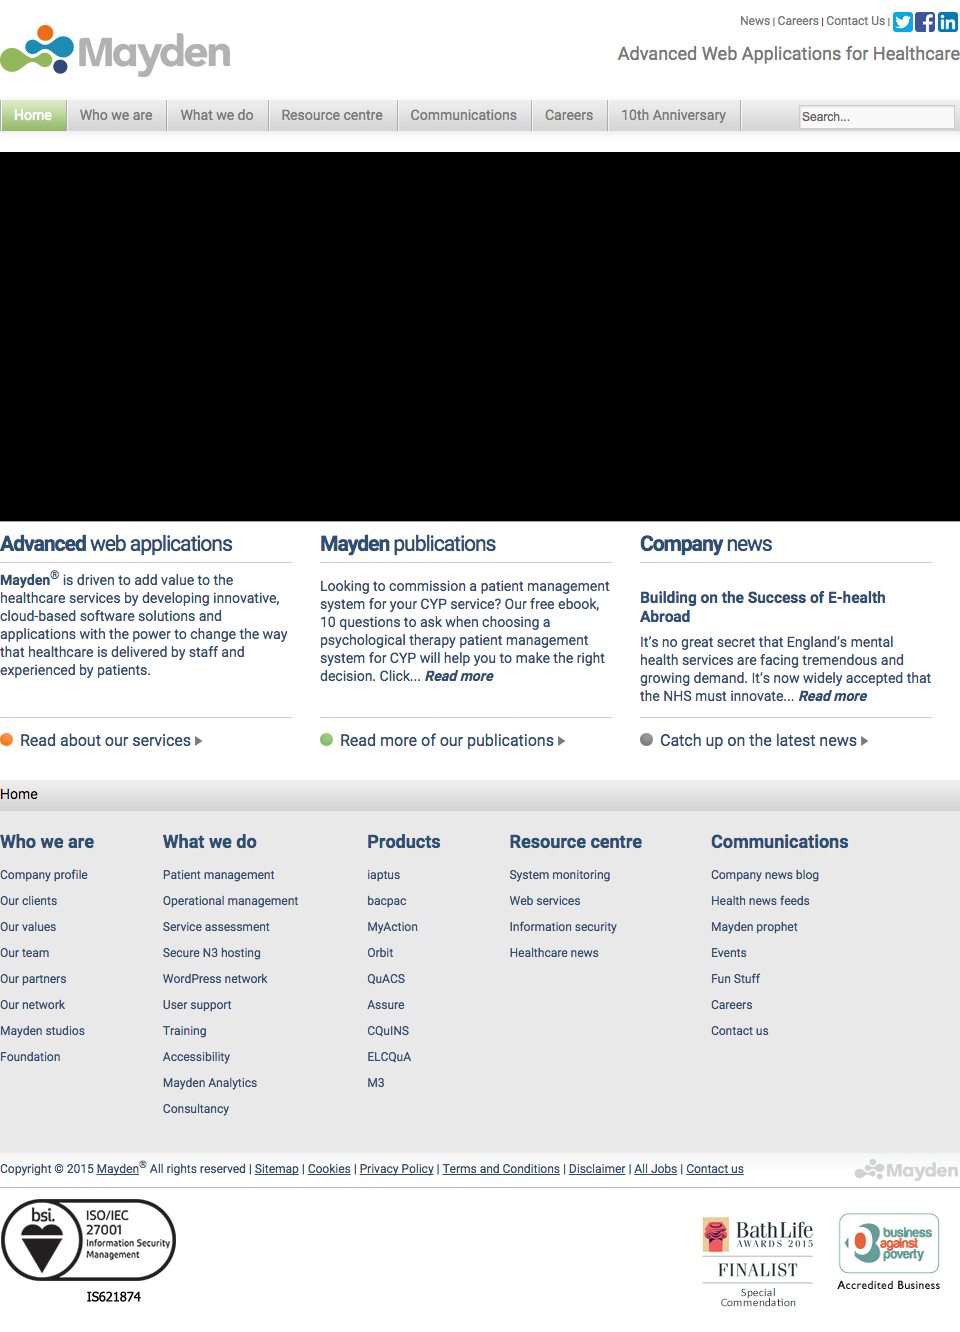 News | Careers | Contact Us |
Mayden
Advanced Web Applications for Healthcare
Home Who we are What we do Resource centre Communications Careers 10th Anniversary Search...
Advanced web applications
Mayden® is driven to add value to the
healthcare services by developing innovative,
cloud-based software solutions and
applications with the power to change the way
that healthcare is delivered by staff and
experienced by patients.
Read about our services
Mayden publications
Looking to commission a patient management
system for your CYP service? Our free ebook,
10 questions to ask when choosing a
psychological therapy patient management
system for CYP will help you to make the right
decision. Click... Read more
Read more of our publications
Company news
Building on the Success of E-health
Abroad
It's no great secret that England's mental
health services are facing tremendous and
growing demand. It's now widely accepted that
the NHS must innovate... Read more
Catch up on the latest news
Home
Who we are
Company profile
Our clients
Our values
Our team
Our partners
Our network
Mayden studios
Foundation
What we do
Patient management
Operational management
Service assessment
Secure N3 hosting
WordPress network
User support
Training
Accessibility
Mayden Analytics
Consultancy
Products
iaptus
bacpac
MyAction
Orbit
QuACS
Assure
CQuINS
ELCQuA
M3
Resource centre
System monitoring
Web services
Information security
Healthcare news
Communications
Company news blog
Health news feeds
Mayden prophet
Events
Fun Stuff
Careers
Contact us
Copyright © 2015 Mayden® All rights reserved | Sitemap | Cookies | Privacy Policy | Terms and Conditions | Disclaimer | All Jobs | Contact us
Mayden
bsi.
ISO/IEC
27001
Information Security
Management
IS621874
BathLife
AWARDS 2015
FINALIST
Special
Commendation
business
against
poverty
Accredited Business